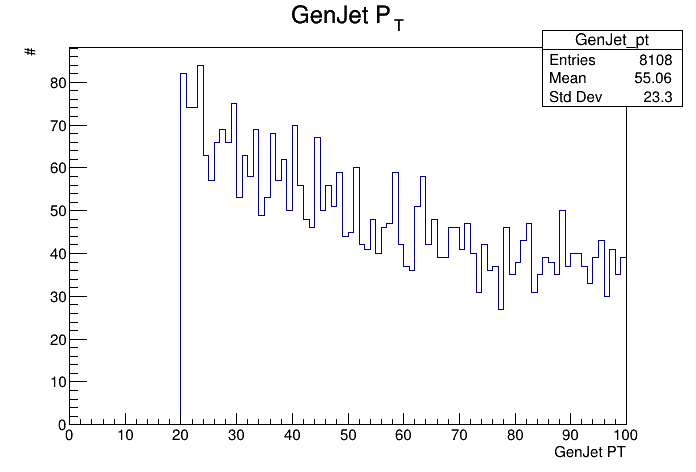 GenJet P_T
#
GenJet_pt
Entries 8108
Mean 55.06
Std Dev 23.3
80
70
60
50
40
30
20
10
0
0 10 20 30 40 50 60 70 80 90 100
GenJet PT